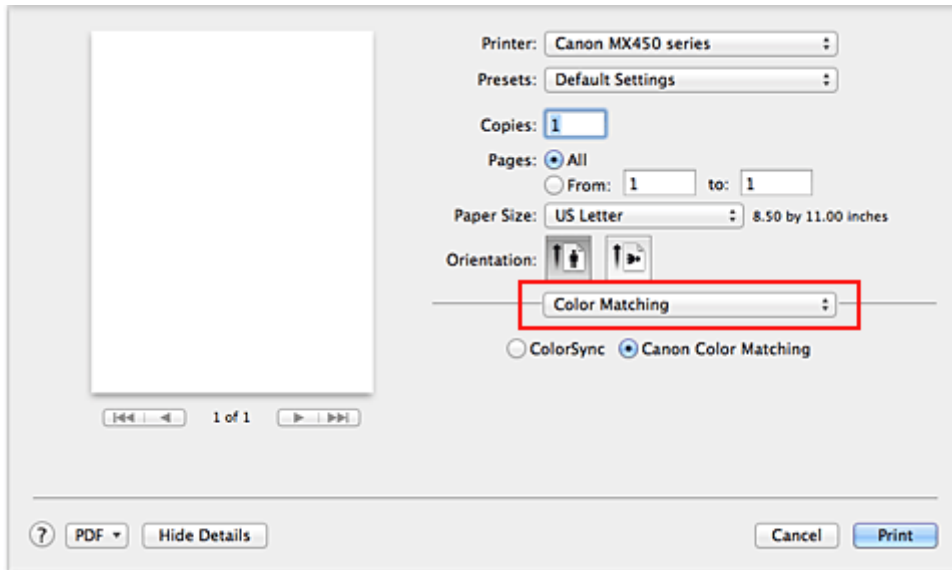 Printer: Canon MX450 series
Presets: Default Settings
Copies: 1
Pages: All
From: 1 to: 1
Paper Size: US Letter 8.50 by 11.00 inches
Orientation:
Color Matching
ColorSync Canon Color Matching
1 of 1
? PDF Hide Details Cancel Print